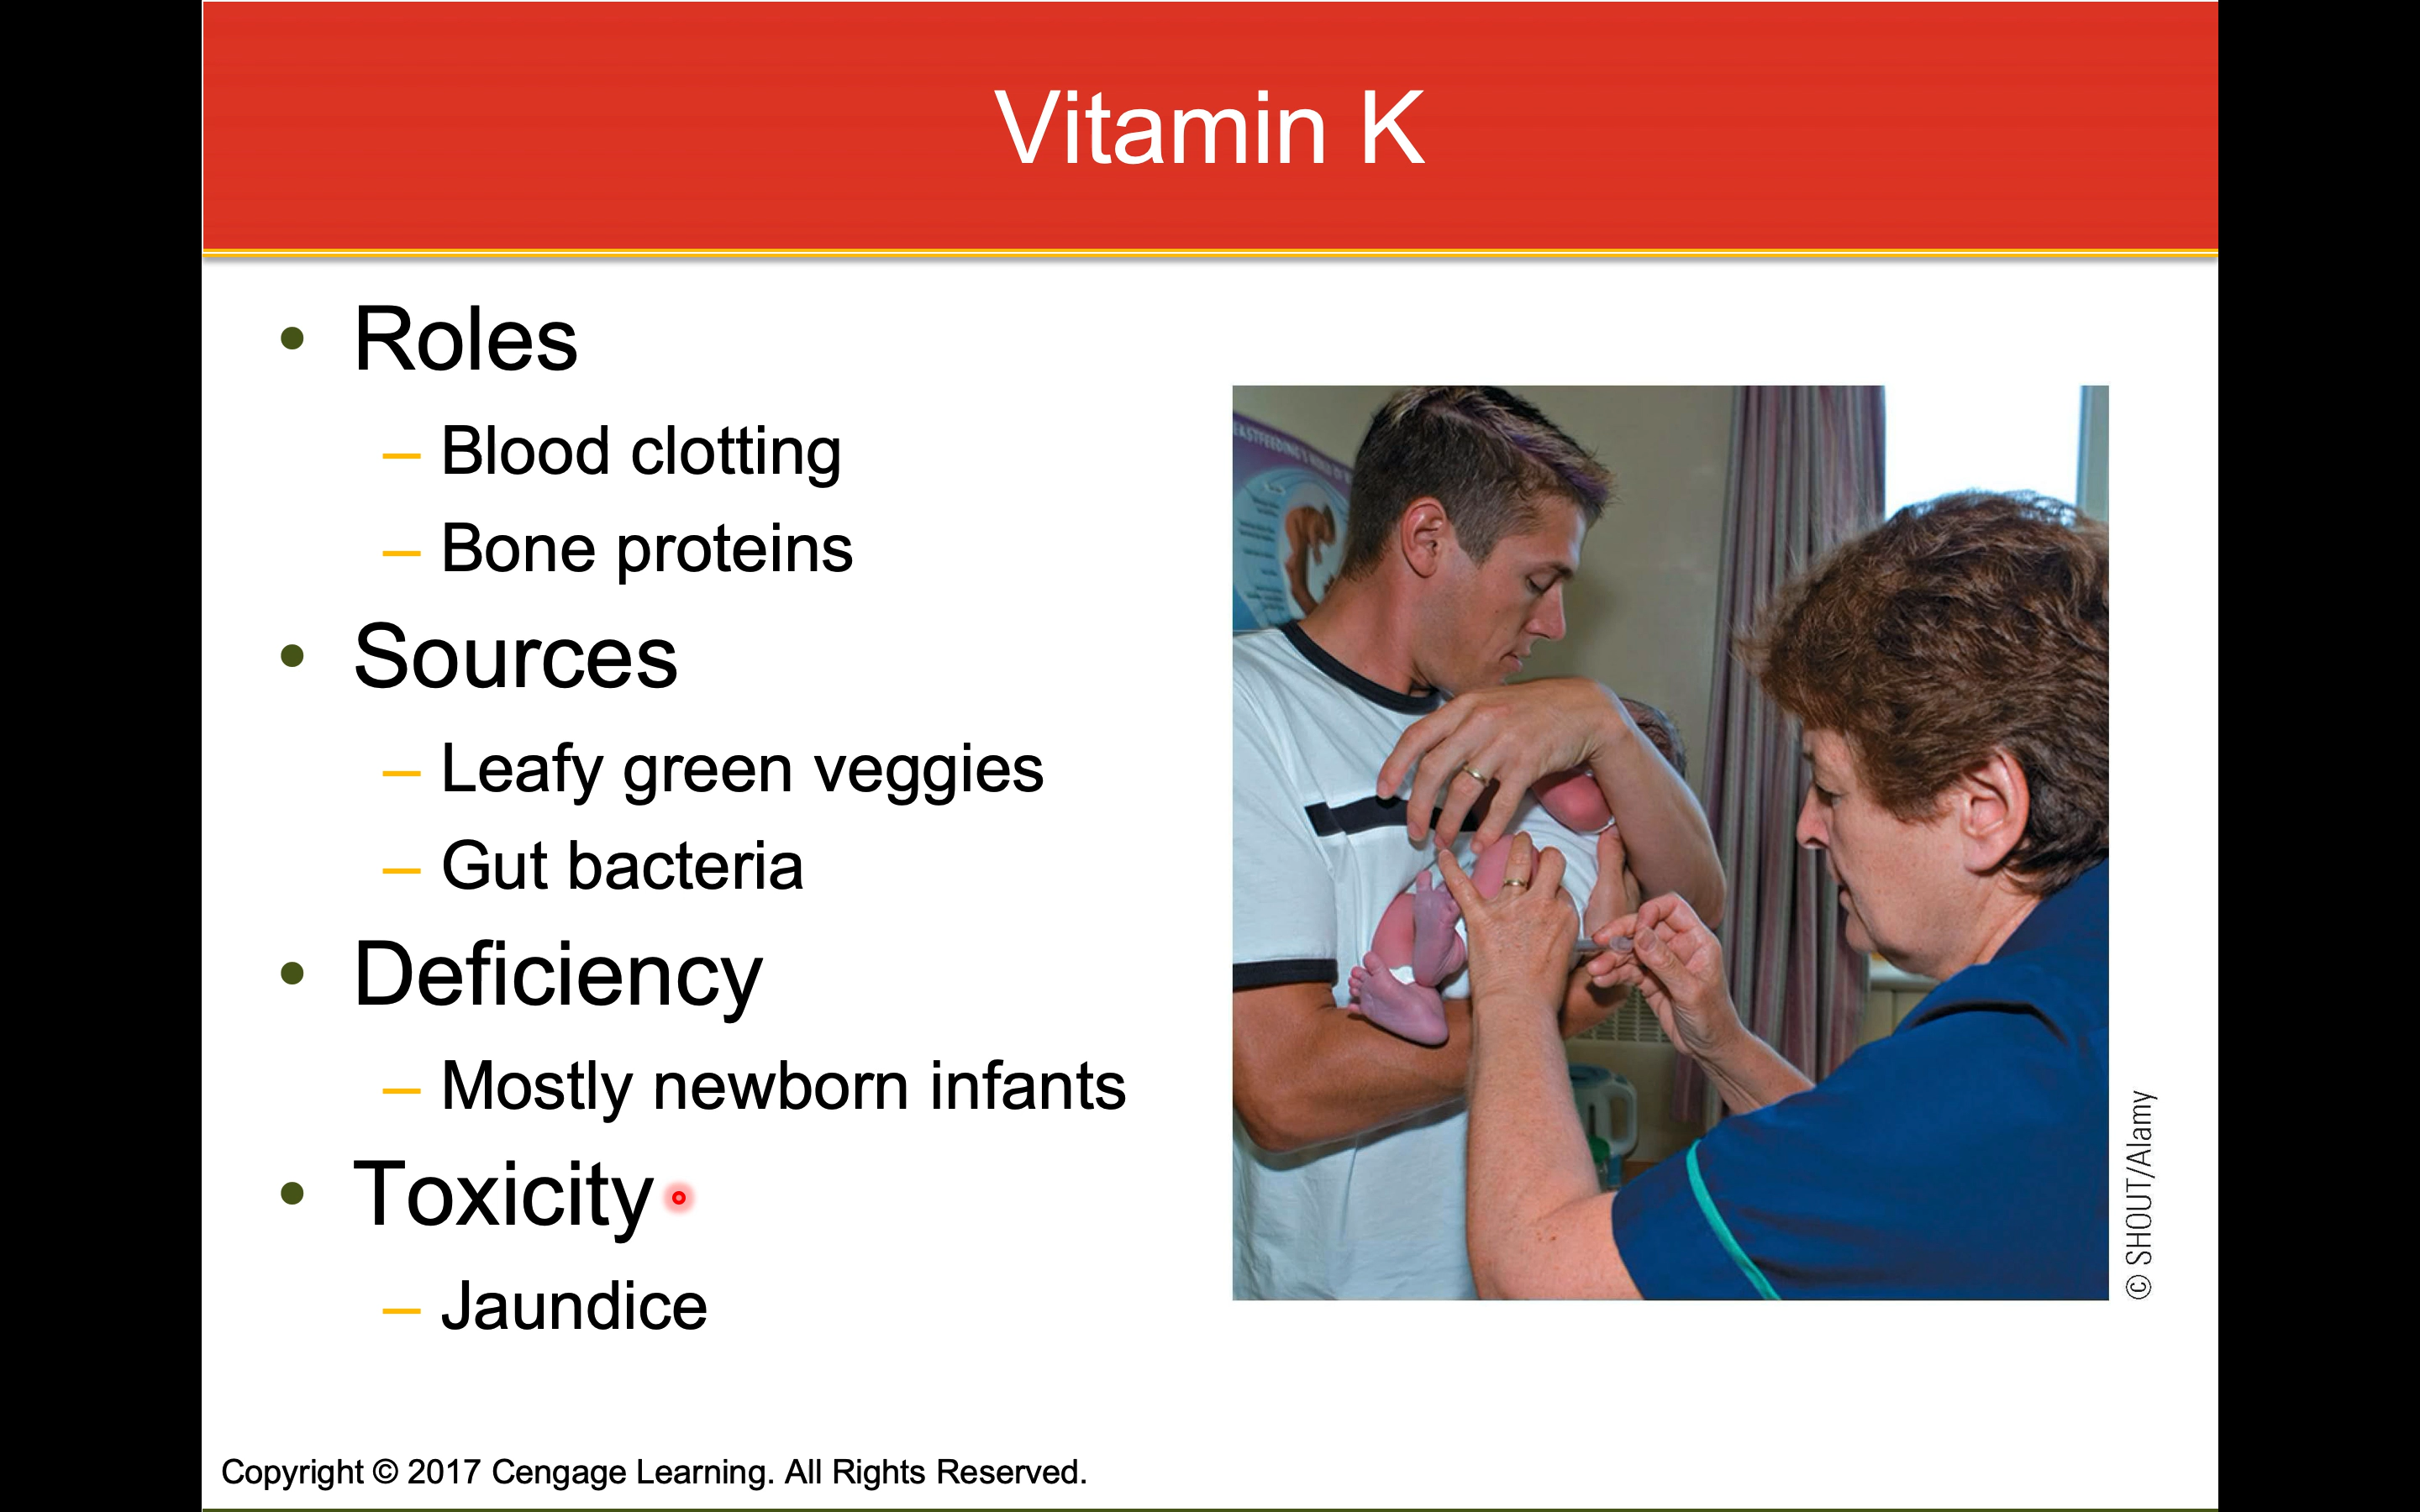 Vitamin K
• Roles
– Blood clotting
– Bone proteins
• Sources
– Leafy green veggies
– Gut bacteria
• Deficiency
– Mostly newborn infants
• Toxicity
– Jaundice
© SHOUT/Alamy
Copyright © 2017 Cengage Learning. All Rights Reserved.